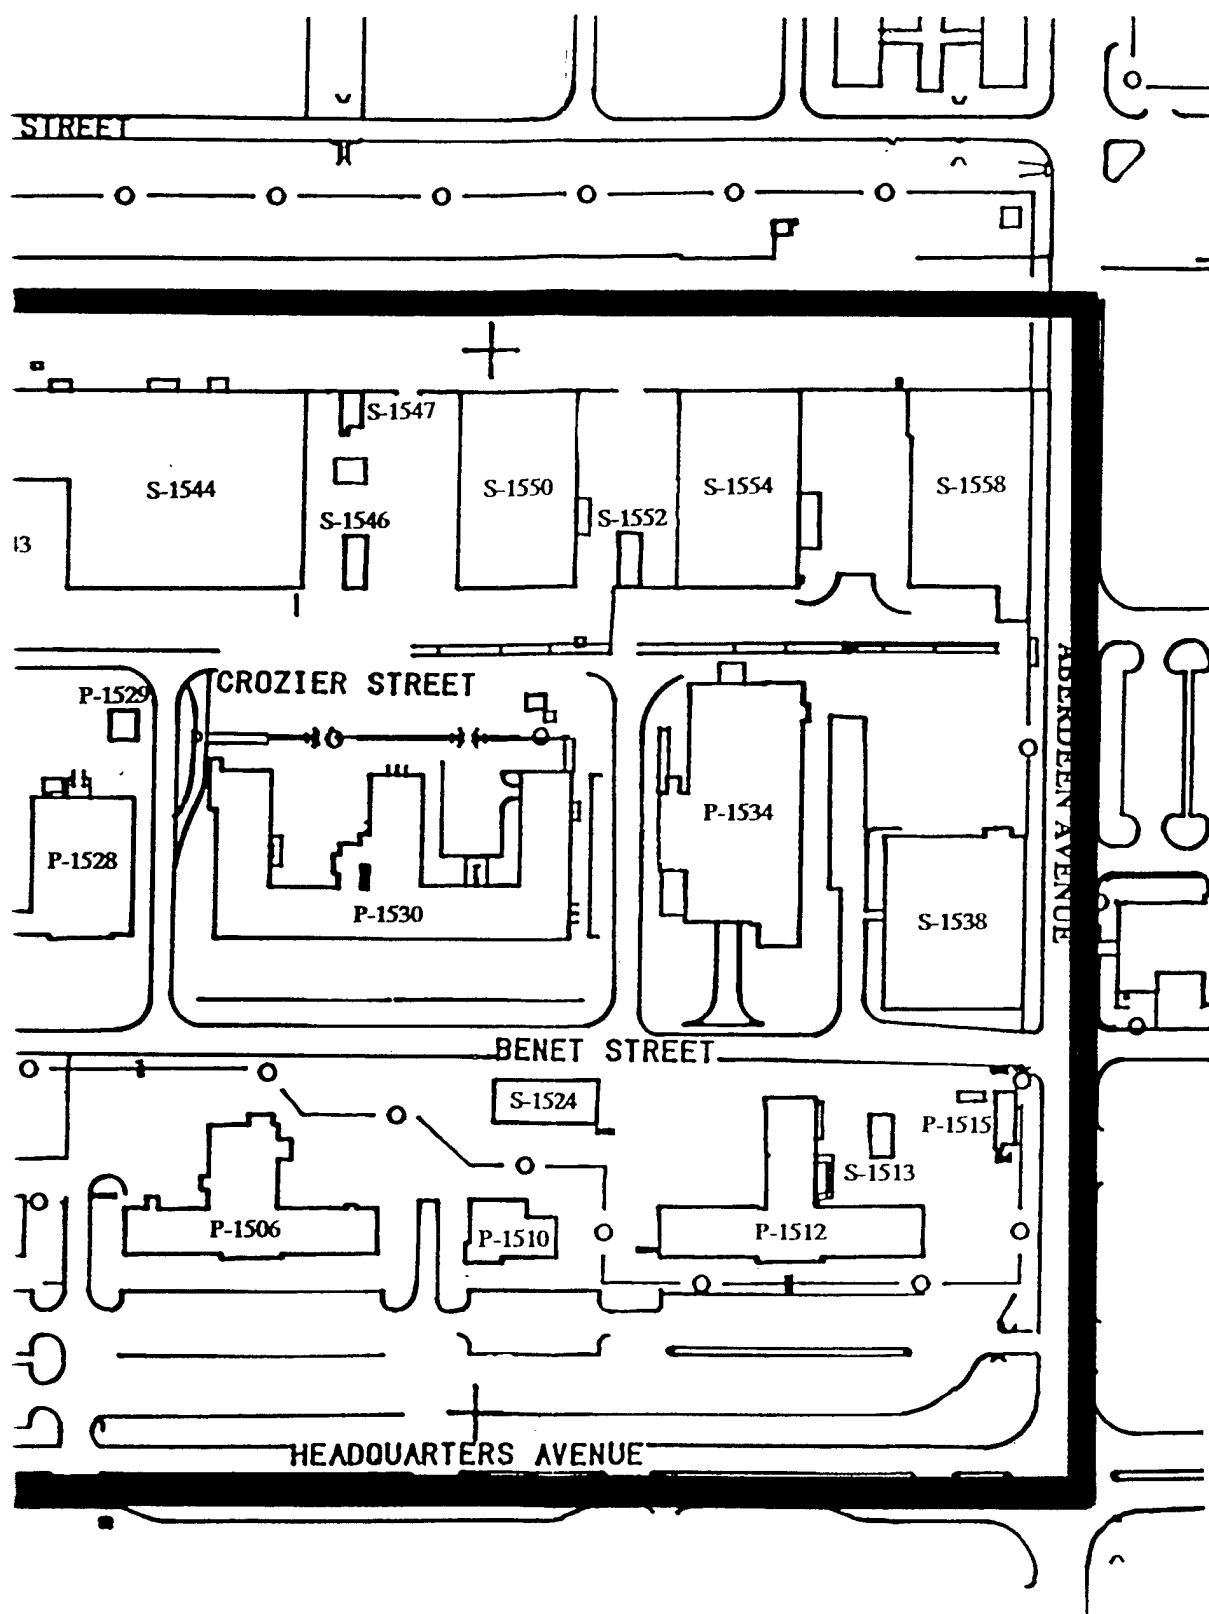 STREET
S-1547
S-1544
S-1550
S-1554
S-1558
S-1546
S-1552
43
CROZIER STREET
P-1529
ABERDEEN AVENUE
P-1534
P-1528
P-1530
S-1538
BENET STREET
S-1524
P-1515
S-1513
P-1506
P-1510
P-1512
HEADQUARTERS AVENUE